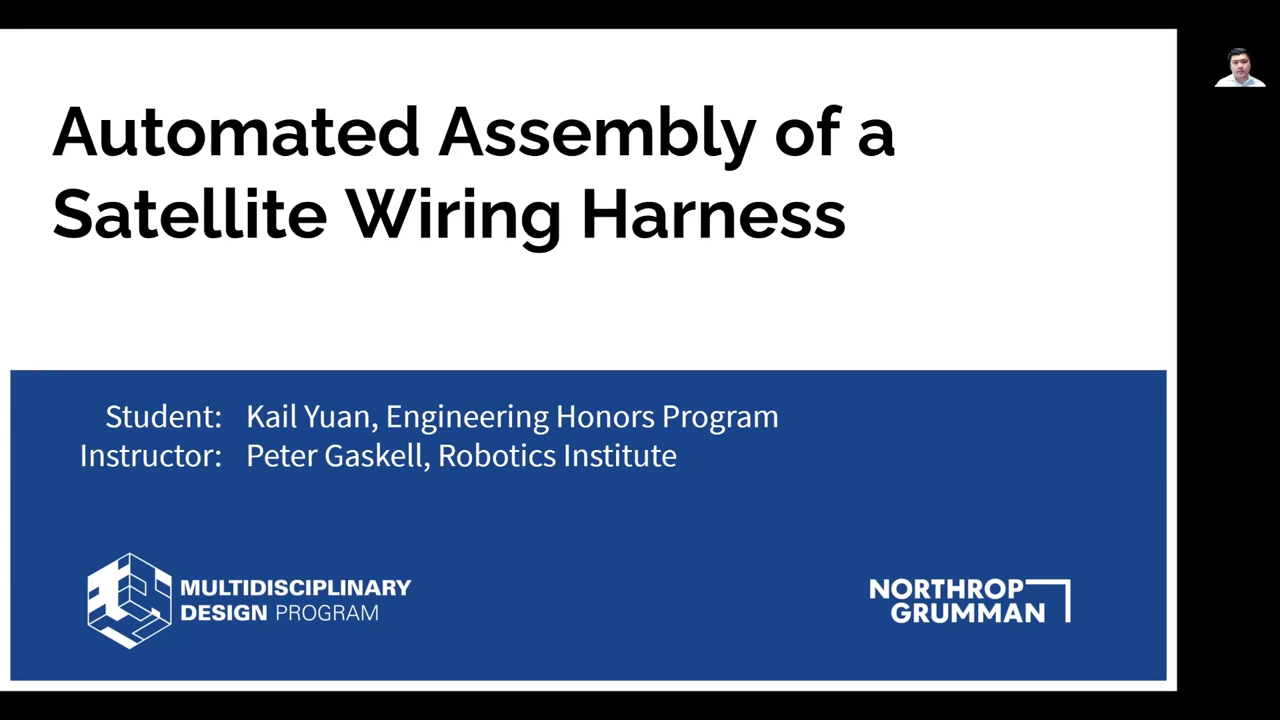 Automated Assembly of a
Satellite Wiring Harness
Student: Kail Yuan, Engineering Honors Program
Instructor: Peter Gaskell, Robotics Institute
MULTIDISCIPLINARY
DESIGN PROGRAM
NORTHROP
GRUMMAN